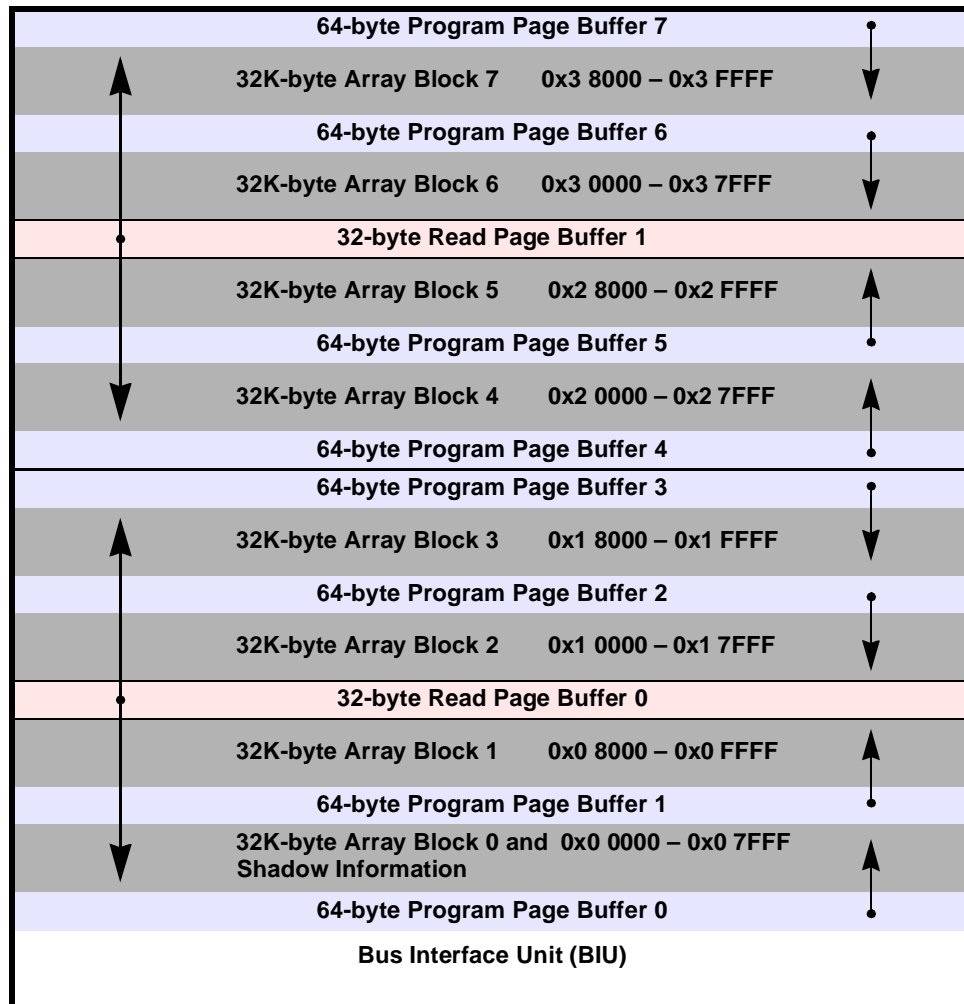 64-byte Program Page Buffer 7
32K-byte Array Block 7 0x3 8000 – 0x3 FFFF
64-byte Program Page Buffer 6
32K-byte Array Block 6 0x3 0000 – 0x3 7FFF
32-byte Read Page Buffer 1
32K-byte Array Block 5 0x2 8000 – 0x2 FFFF
64-byte Program Page Buffer 5
32K-byte Array Block 4 0x2 0000 – 0x2 7FFF
64-byte Program Page Buffer 4
64-byte Program Page Buffer 3
32K-byte Array Block 3 0x1 8000 – 0x1 FFFF
64-byte Program Page Buffer 2
32K-byte Array Block 2 0x1 0000 – 0x1 7FFF
32-byte Read Page Buffer 0
32K-byte Array Block 1 0x0 8000 – 0x0 FFFF
64-byte Program Page Buffer 1
32K-byte Array Block 0 and 0x0 0000 – 0x0 7FFF
Shadow Information
64-byte Program Page Buffer 0
Bus Interface Unit (BIU)